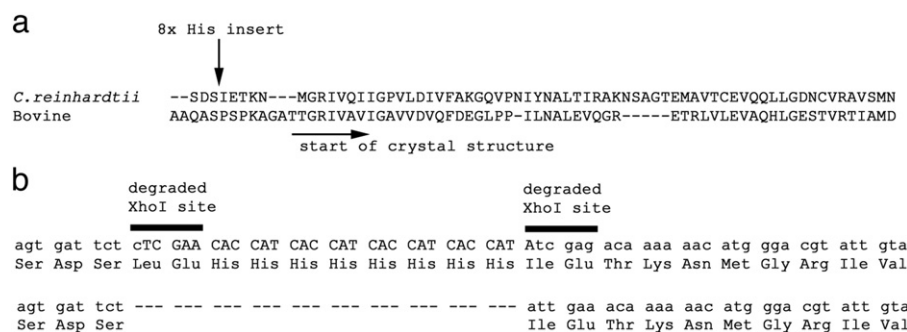 a
8x His insert
C.reinhardtii --SDSIETKN---MGRIVQIIGPVLDIVFAKGQVPNIYNALTIRAKNSAGTEMAVTCEVQQLLGDNCVRAVSMN
Bovine AAQASPSPKAGATTGRIVAVIGAVVDVQFDEGLPP-ILNALEVQGR-----ETRLVLEVAQHLGESTVRTIAMD
start of crystal structure
b
degraded degraded
XhoI site XhoI site
agt gat tct cTC GAA CAC CAT CAC CAT CAC CAT CAC CAT ATc gag aca aaa aac atg gga cgt att gta
Ser Asp Ser Leu Glu His His His His His His His His Ile Glu Thr Lys Asn Met Gly Arg Ile Val
agt gat tct --- --- --- --- --- --- --- --- --- --- att gaa aca aaa aac atg gga cgt att gta
Ser Asp Ser Ile Glu Thr Lys Asn Met Gly Arg Ile Val